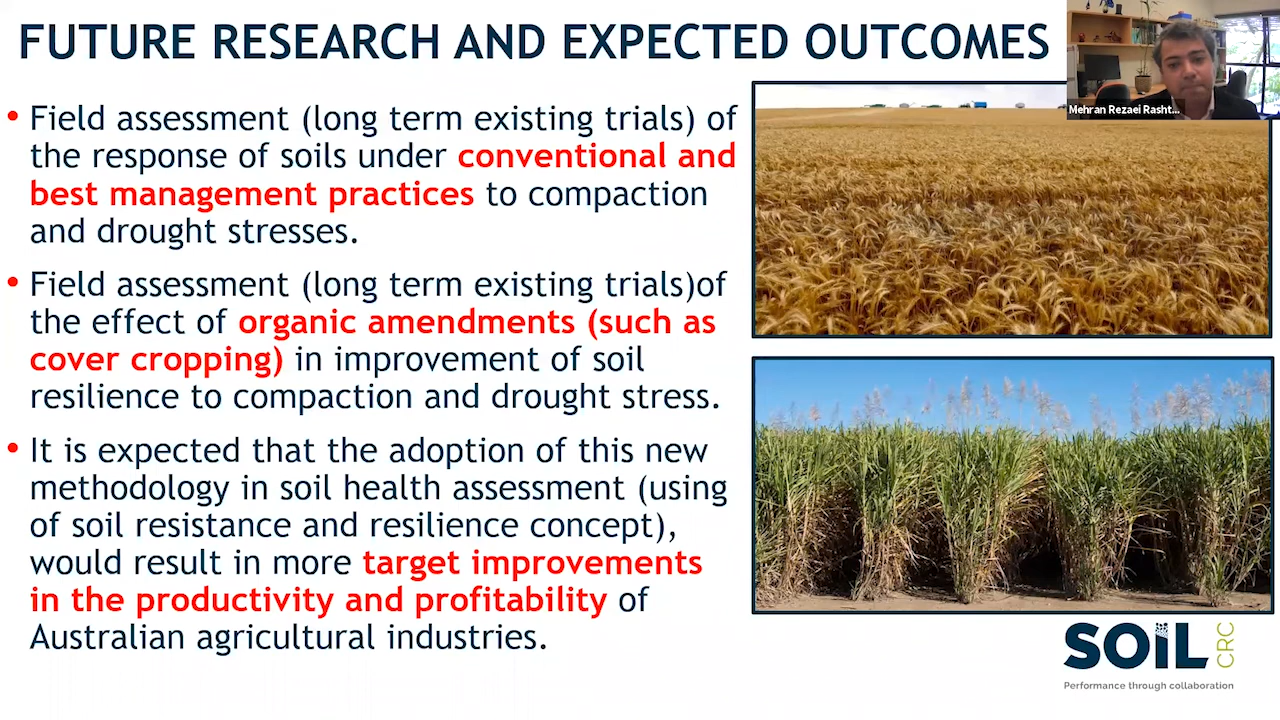 FUTURE RESEARCH AND EXPECTED OUTCOMES
Mehran Rezaei Rasht...
• Field assessment (long term existing trials) of
the response of soils under conventional and
best management practices to compaction
and drought stresses.
• Field assessment (long term existing trials)of
the effect of organic amendments (such as
cover cropping) in improvement of soil
resilience to compaction and drought stress.
• It is expected that the adoption of this new
methodology in soil health assessment (using
of soil resistance and resilience concept),
would result in more target improvements
in the productivity and profitability of
Australian agricultural industries.
SOiL CRC
Performance through collaboration